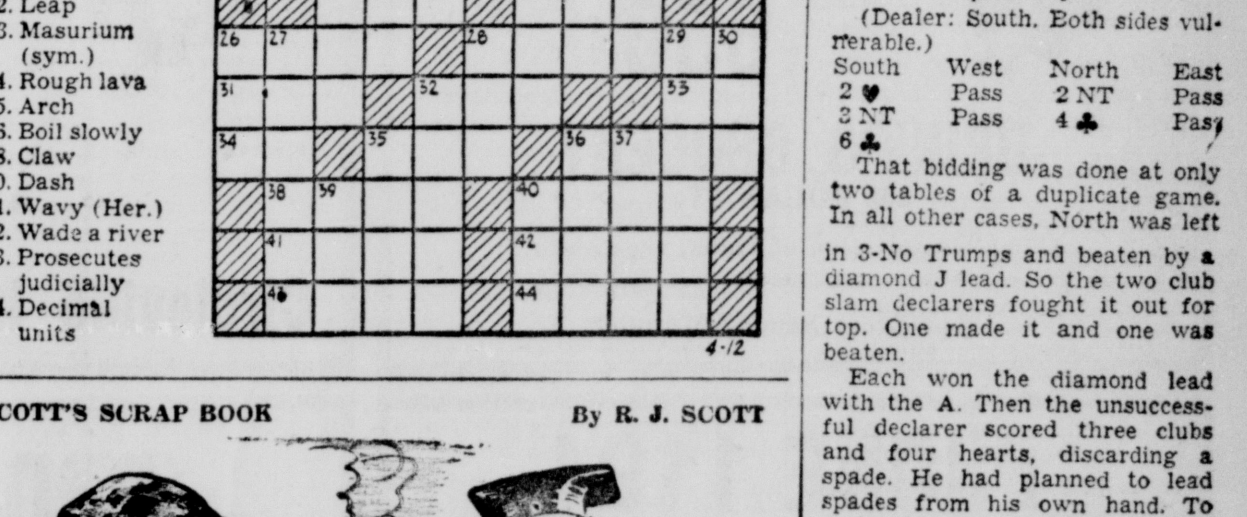 2. Leap
3. Masurium
(sym.)
4. Rough lava
5. Arch
6. Boil slowly
8. Claw
0. Dash
1. Wavy (Her.)
2. Wade a river
3. Prosecutes
judicially
4. Decimal
units
26 27 28 29 30
31 32 33
34 35 36 37
38 39 40
41 42
43 44
4-12
COTT'S SCRAP BOOK
By R. J. SCOTT
(Dealer: South. Both sides vul-
nerable.)
South West North East
2 ♥ Pass 2 NT Pass
3 NT Pass 4 ♣ Pass
6 ♣
That bidding was done at only
two tables of a duplicate game.
In all other cases, North was left
in 3-No Trumps and beaten by a
diamond J lead. So the two club
slam declarers fought it out for
top. One made it and one was
beaten.
Each won the diamond lead
with the A. Then the unsuccess-
ful declarer scored three clubs
and four hearts, discarding a
spade. He had planned to lead
spades from his own hand. To